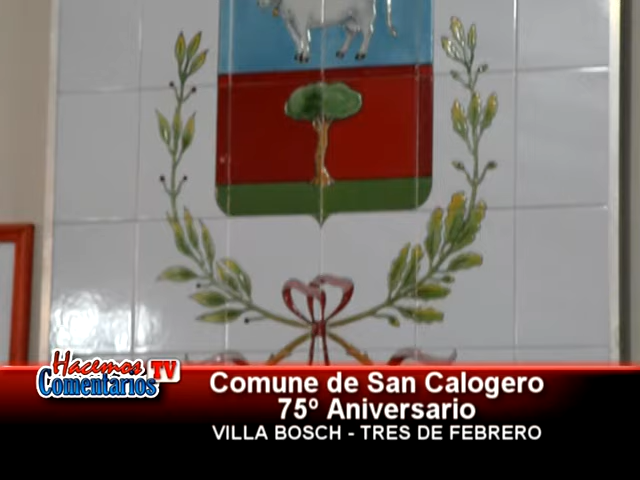 Hacemos TV
Comentarios
Comune de San Calogero
75º Aniversario
VILLA BOSCH - TRES DE FEBRERO